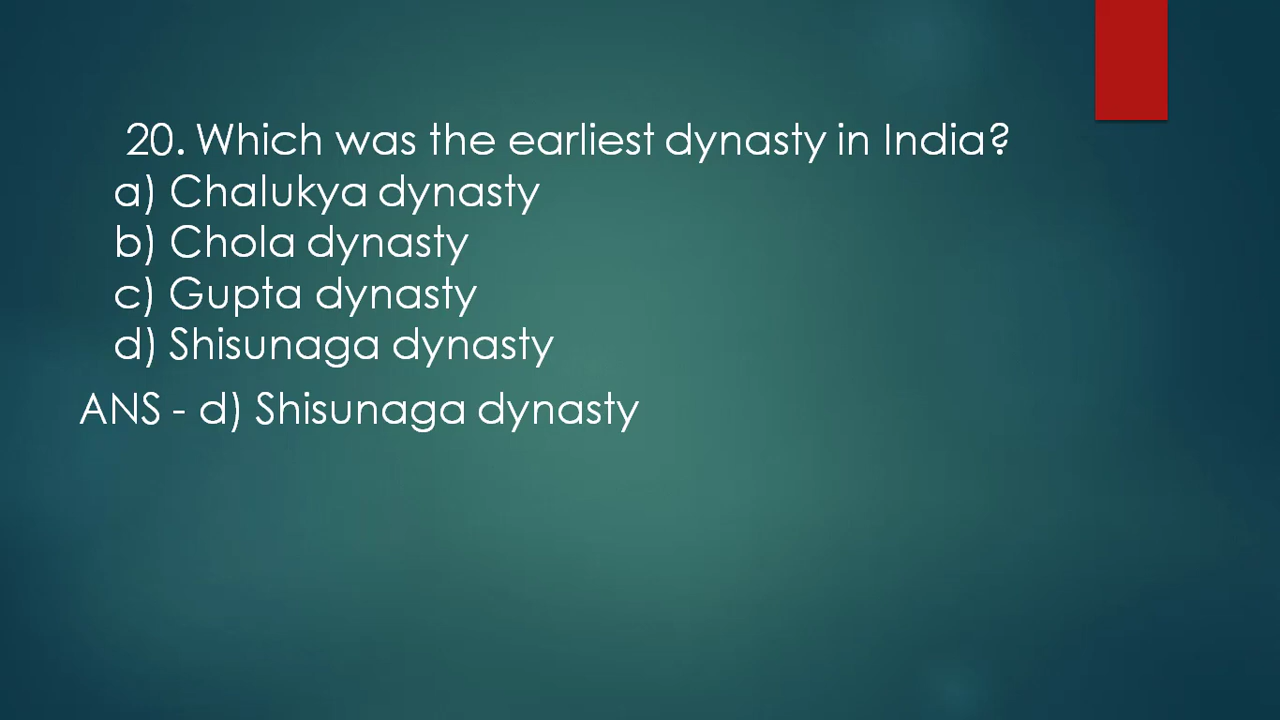 20. Which was the earliest dynasty in India?
a) Chalukya dynasty
b) Chola dynasty
c) Gupta dynasty
d) Shisunaga dynasty
ANS - d) Shisunaga dynasty